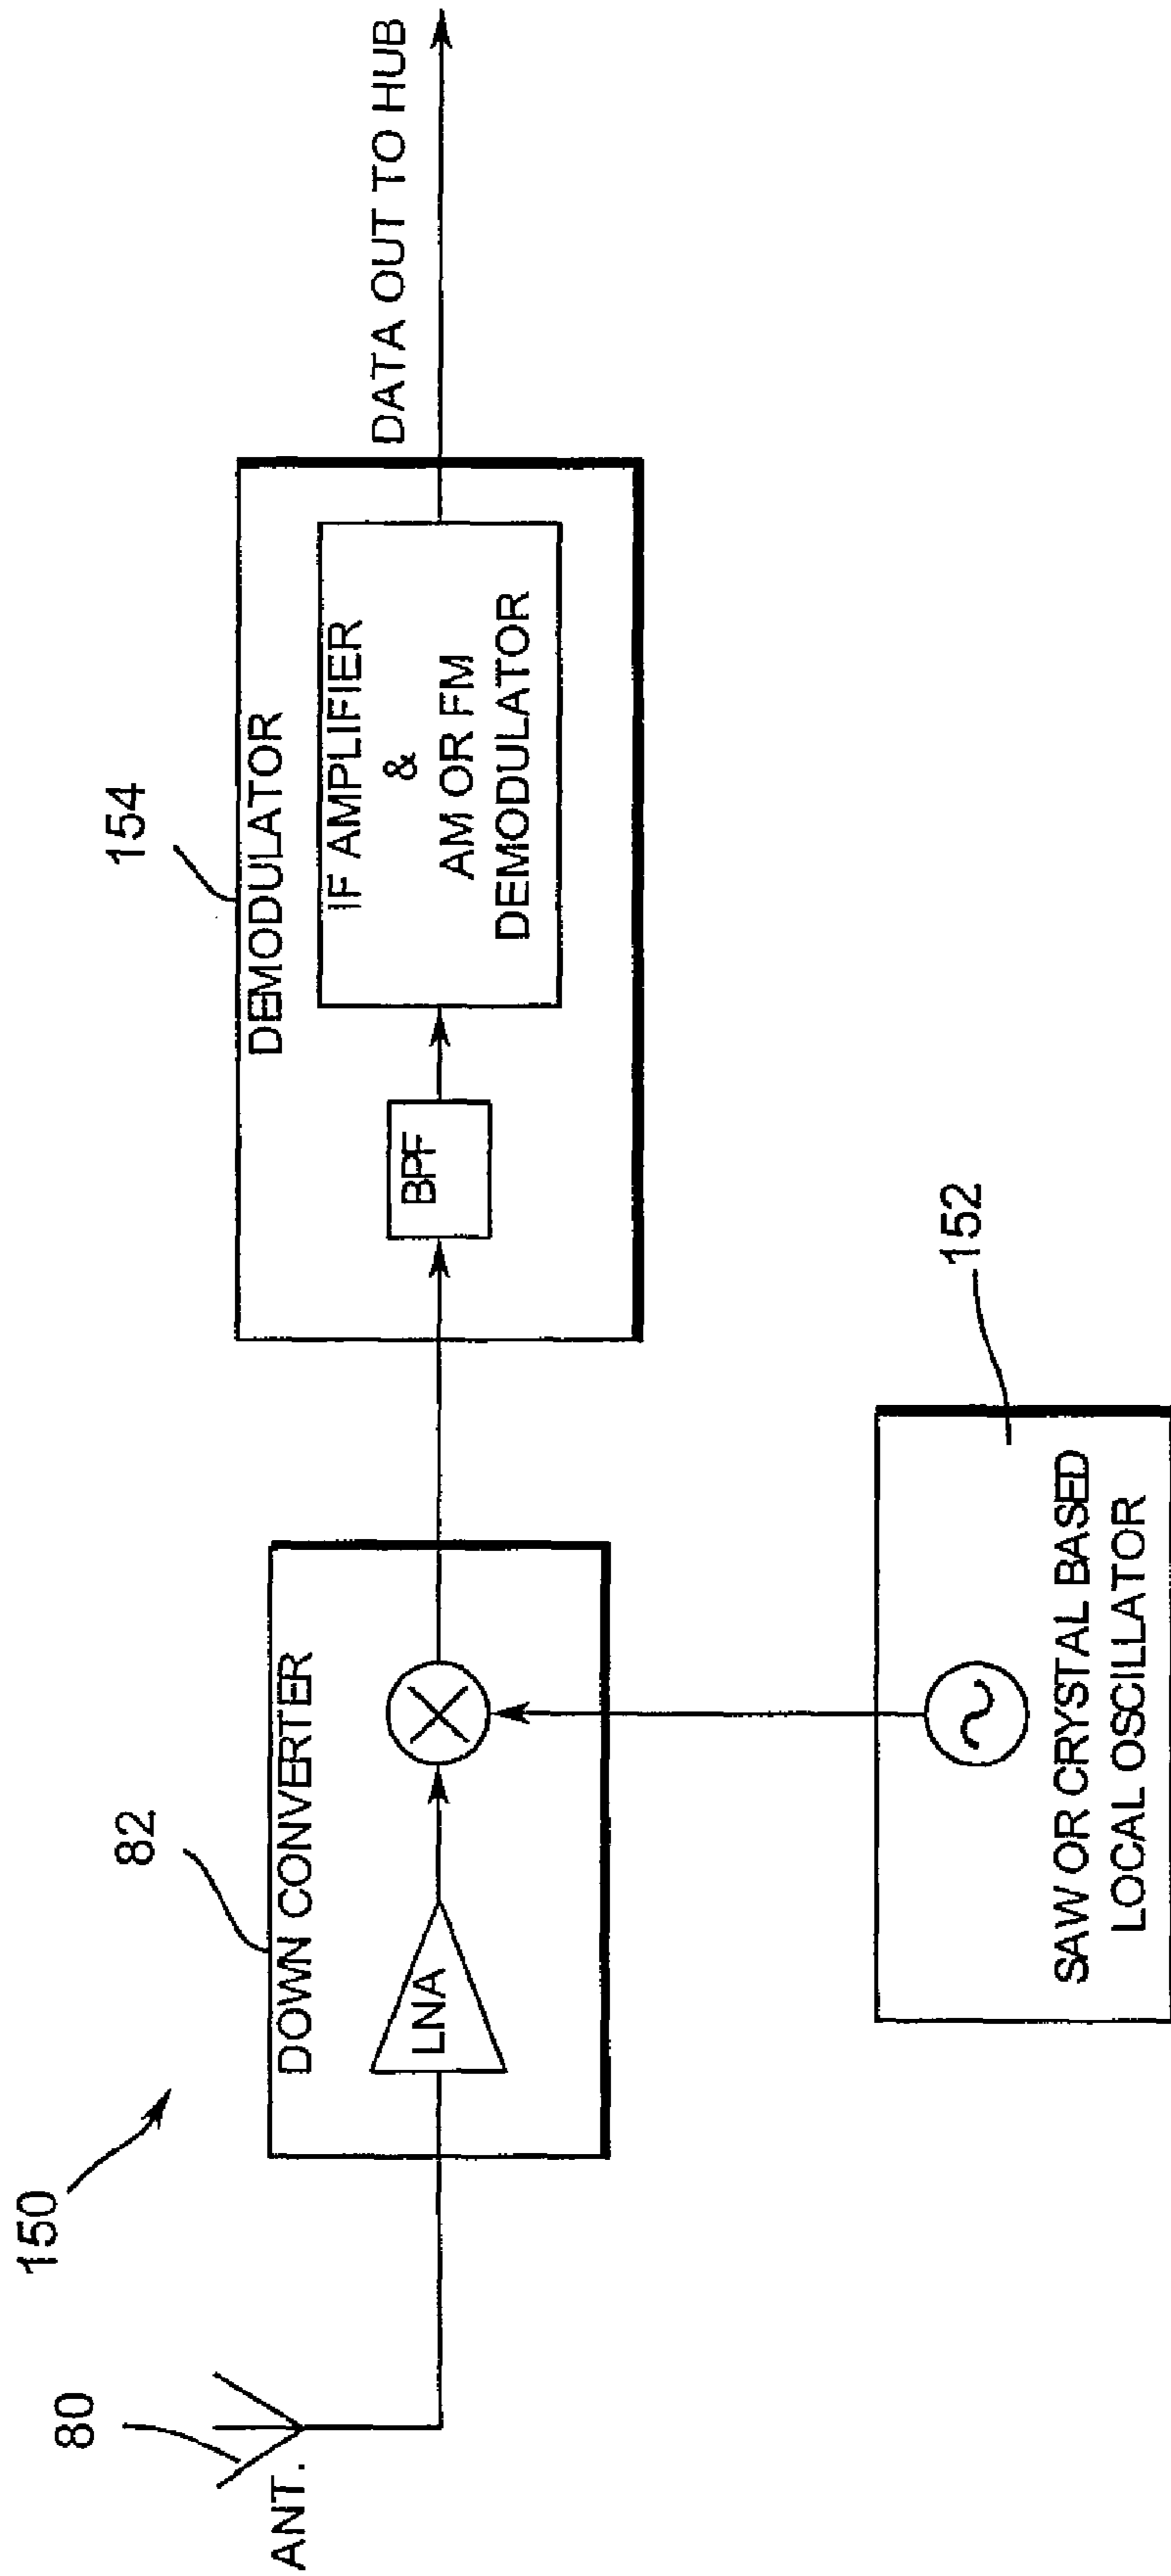 150
80
ANT.
82
DOWN CONVERTER
LNA
154
DEMODULATOR
BPF
IF AMPLIFIER
&
AM OR FM
DEMODULATOR
DATA OUT TO HUB
152
SAW OR CRYSTAL BASED
LOCAL OSCILLATOR